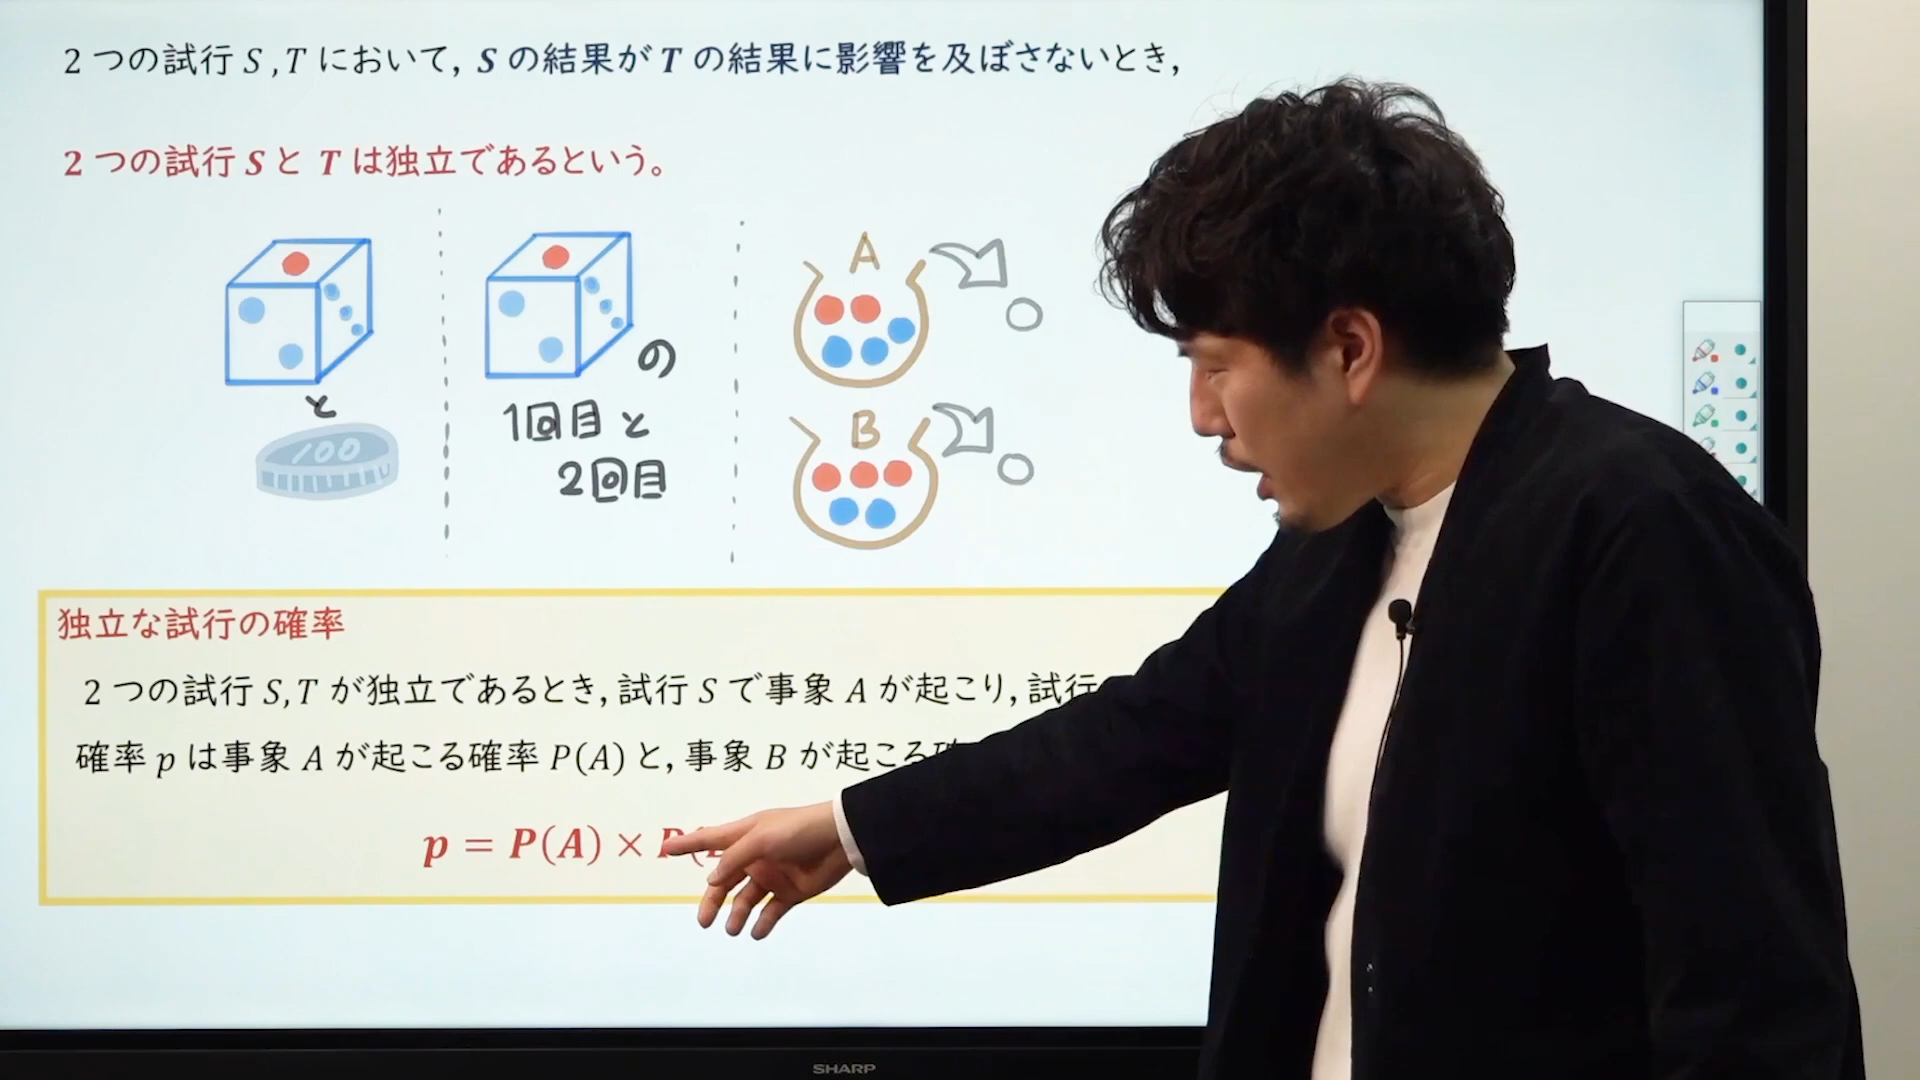 2つの試行 S,T において, S の結果が T の結果に影響を及ぼさないとき,
2つの試行 S と T は独立であるという。
と
100
の
1回目と
2回目
A
B
独立な試行の確率
2つの試行 S,T が独立であるとき, 試行 S で事象 A が起こり, 試行
確率 p は事象 A が起こる確率 P(A) と, 事象 B が起こる
p = P(A) × P(
SHARP